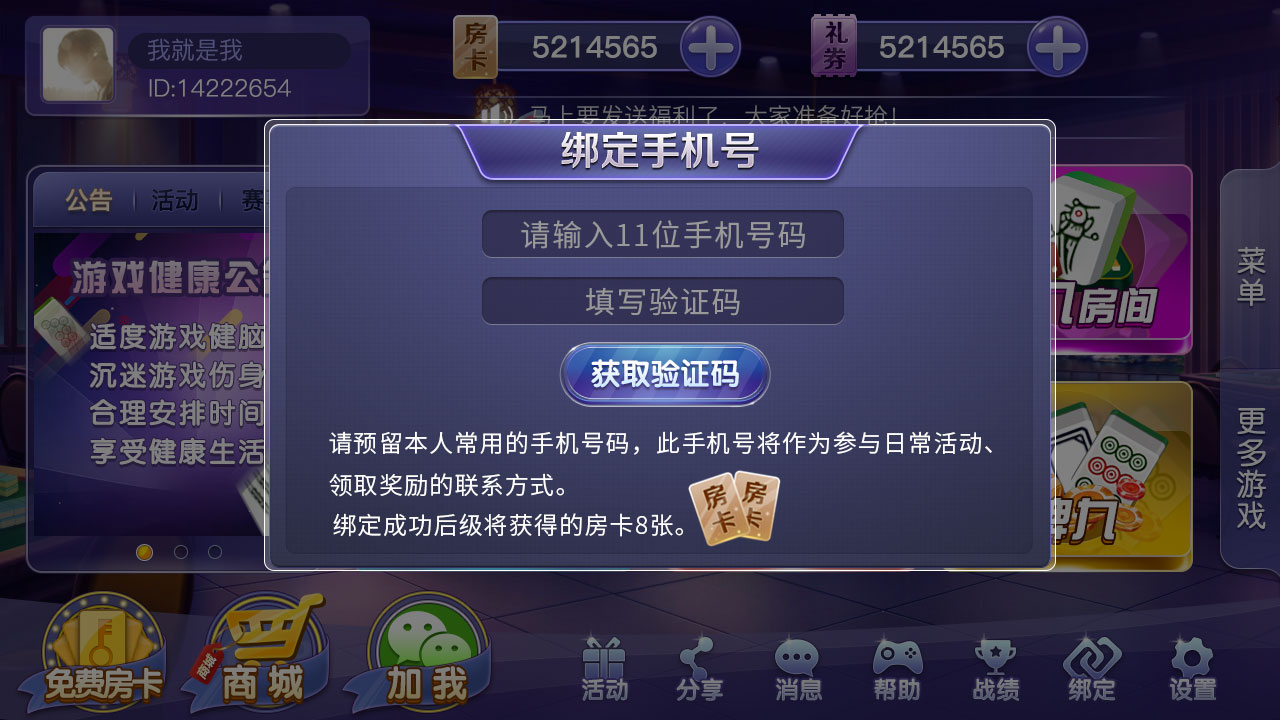 我就是我
ID:14222654
房卡
5214565
礼券
5214565
马上要发送福利了，大家准备好抢！
绑定手机号
请输入11位手机号码
填写验证码
获取验证码
请预留本人常用的手机号码，此手机号将作为参与日常活动、
领取奖励的联系方式。
绑定成功后级将获得的房卡8张。
房卡
房卡
公告
活动
赛
游戏健康公告
适度游戏健脑
沉迷游戏伤身
合理安排时间
享受健康生活
房间
牌九
菜单
更多游戏
免费房卡
商城
商城
加我
活动
分享
消息
帮助
战绩
绑定
设置